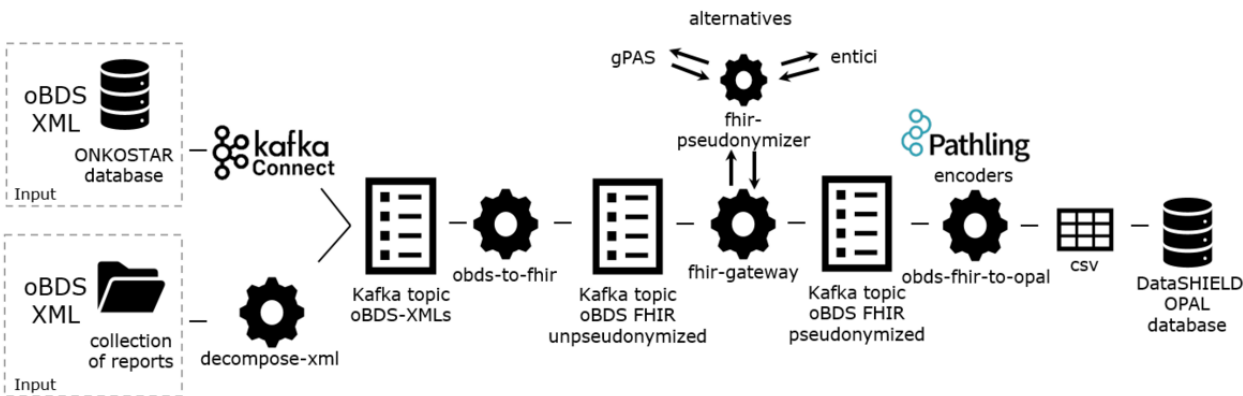 oBDS
XML
ONKOSTAR
database
Input
oBDS
XML
collection
of reports
Input
kafka
Connect
decompose-xml
Kafka topic
oBDS-XMLs
obds-to-fhir
Kafka topic
oBDS FHIR
unpseudonymized
alternatives
gPAS
entici
fhir-
pseudonymizer
fhir-gateway
Kafka topic
oBDS FHIR
pseudonymized
Pathling
encoders
obds-fhir-to-opal
csv
DataSHIELD
OPAL
database